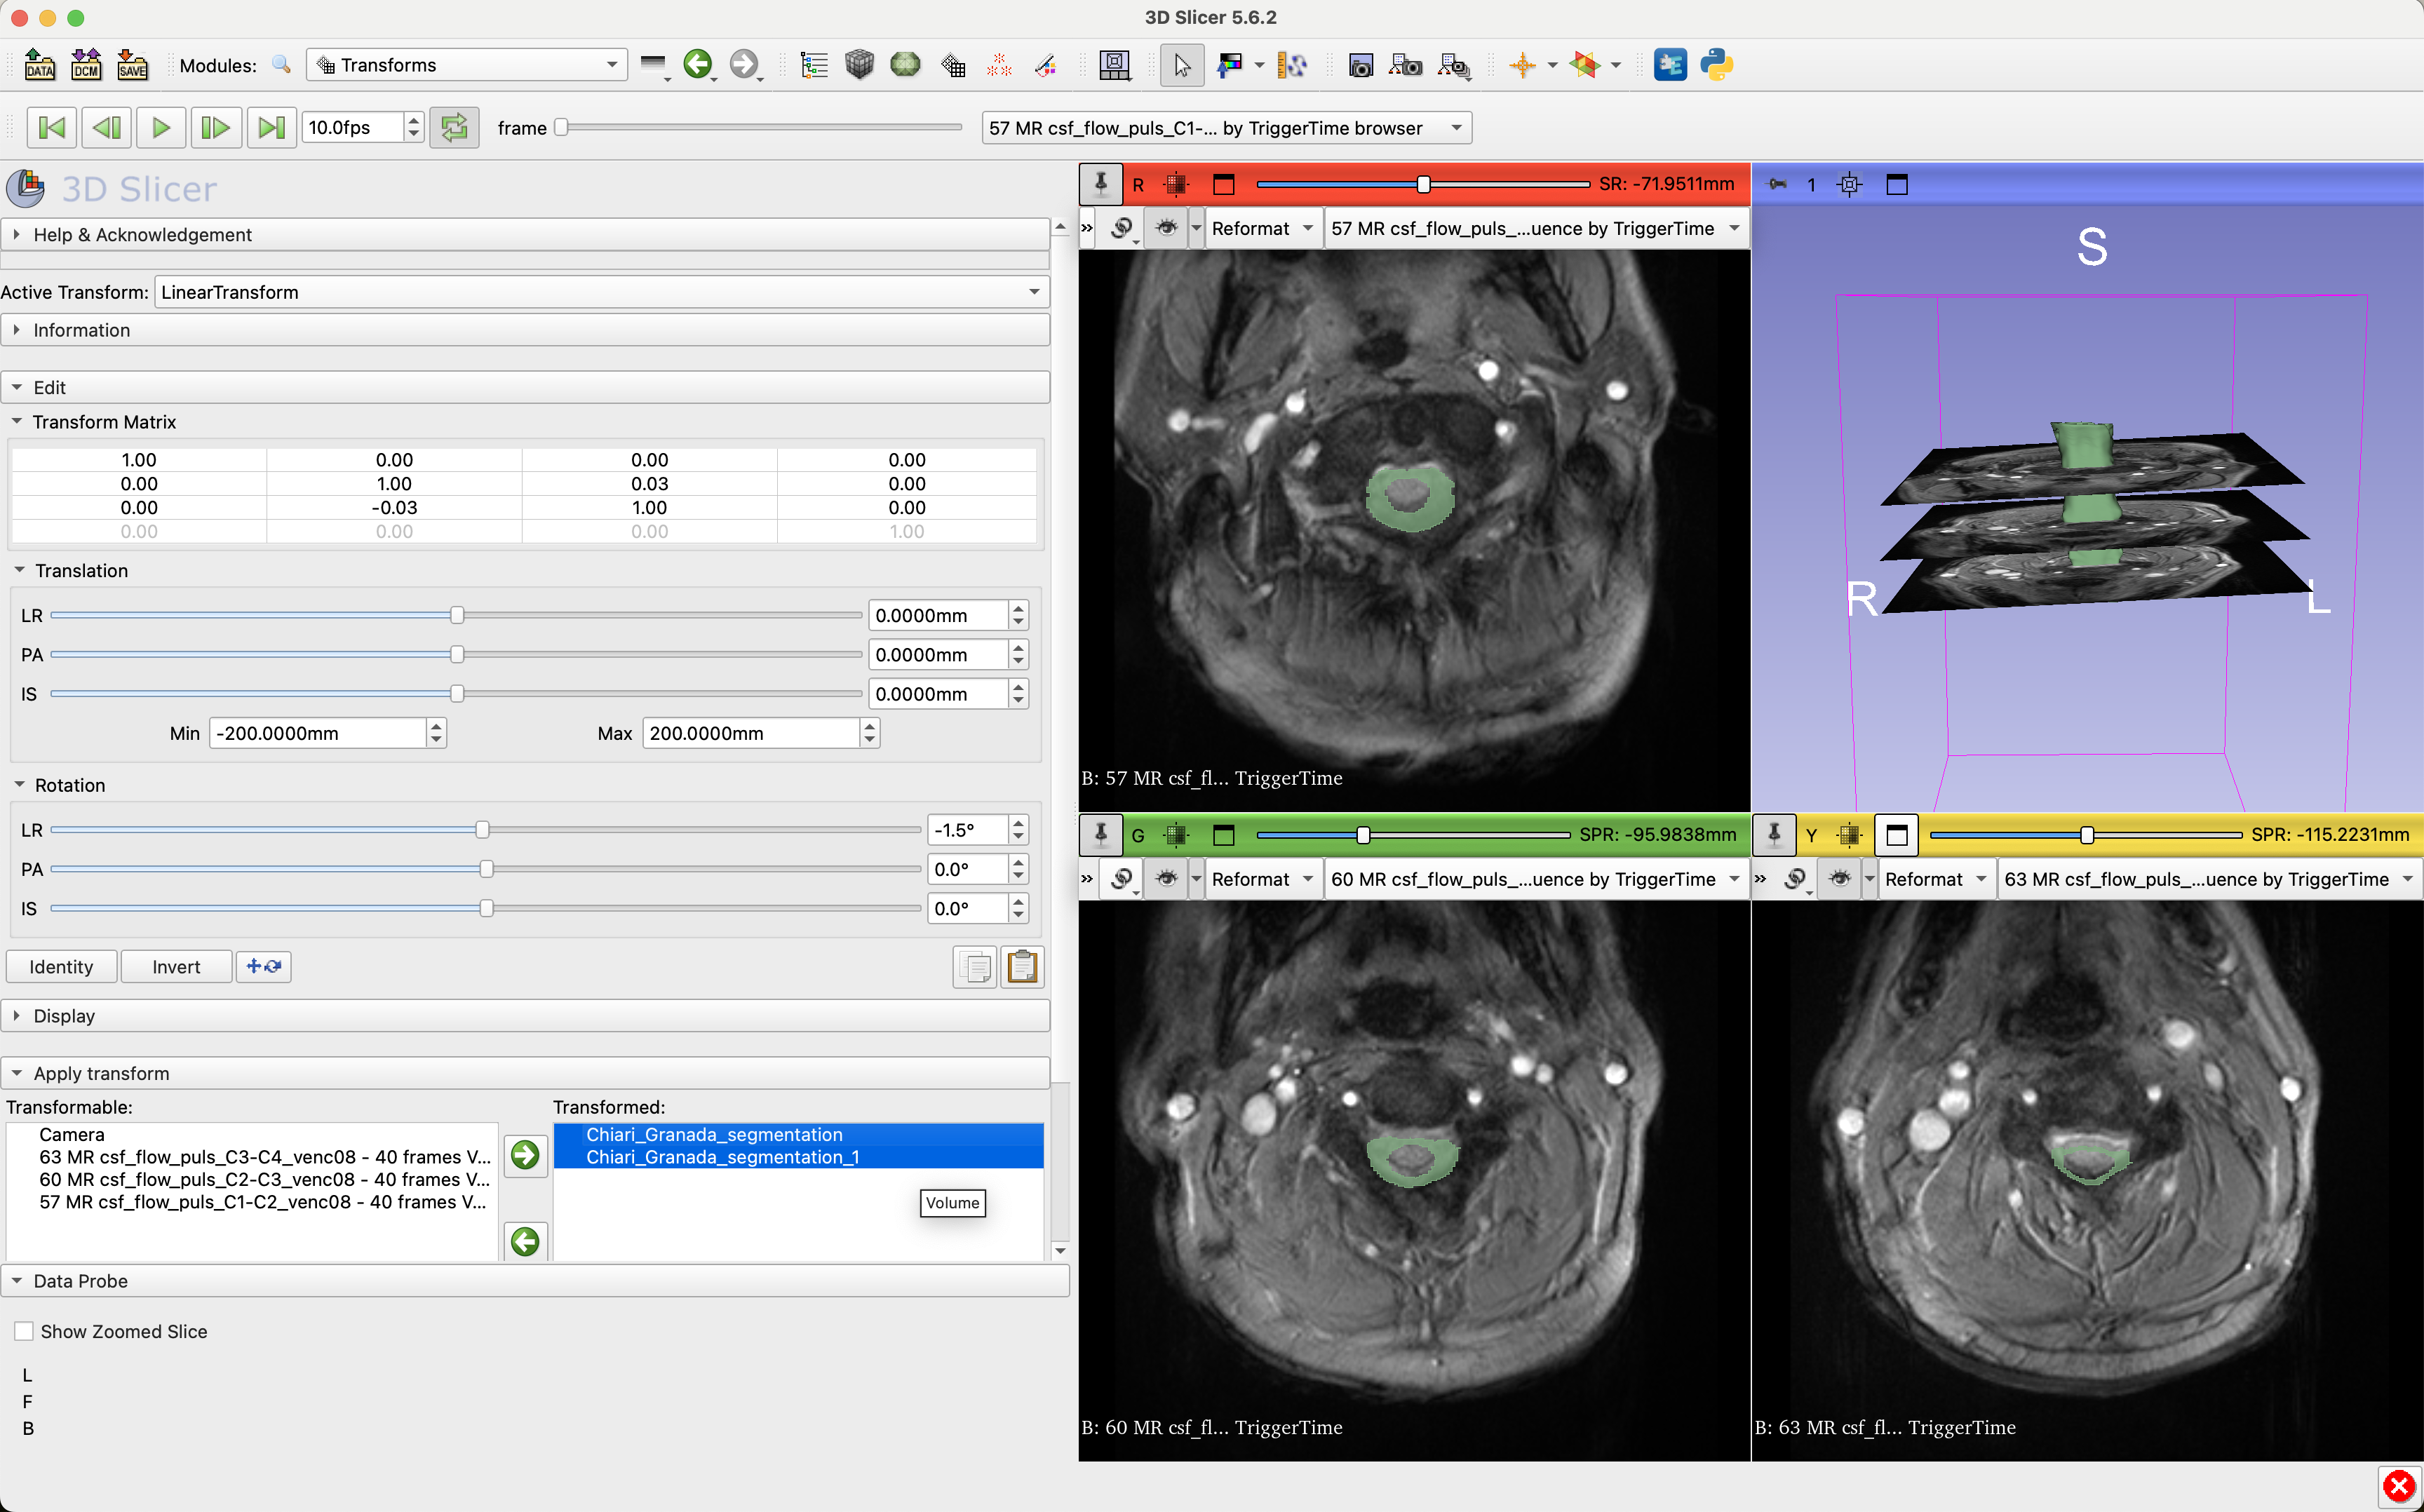 3D Slicer 5.6.2
DATA DCM SAVE Modules: Transforms
10.0fps frame 57 MR csf_flow_puls_C1-... by TriggerTime browser
3D Slicer
Help & Acknowledgement
Active Transform: LinearTransform
Information
Edit
Transform Matrix
1.00 0.00 0.00 0.00
0.00 1.00 0.03 0.00
0.00 -0.03 1.00 0.00
0.00 0.00 0.00 1.00
Translation
LR 0.0000mm
PA 0.0000mm
IS 0.0000mm
Min -200.0000mm Max 200.0000mm
Rotation
LR -1.5°
PA 0.0°
IS 0.0°
Identity Invert
Display
Apply transform
Transformable: Transformed:
Camera
63 MR csf_flow_puls_C3-C4_venc08 - 40 frames V...
60 MR csf_flow_puls_C2-C3_venc08 - 40 frames V...
57 MR csf_flow_puls_C1-C2_venc08 - 40 frames V...
Chiari_Granada_segmentation
Chiari_Granada_segmentation_1
Volume
Data Probe
Show Zoomed Slice
L
F
B
R SR: -71.9511mm
» Reformat 57 MR csf_flow_puls_...uence by TriggerTime
B: 57 MR csf_fl... TriggerTime
1
S
R L
G SPR: -95.9838mm
» Reformat 60 MR csf_flow_puls_...uence by TriggerTime
B: 60 MR csf_fl... TriggerTime
Y SPR: -115.2231mm
» Reformat 63 MR csf_flow_puls_...uence by TriggerTime
B: 63 MR csf_fl... TriggerTime